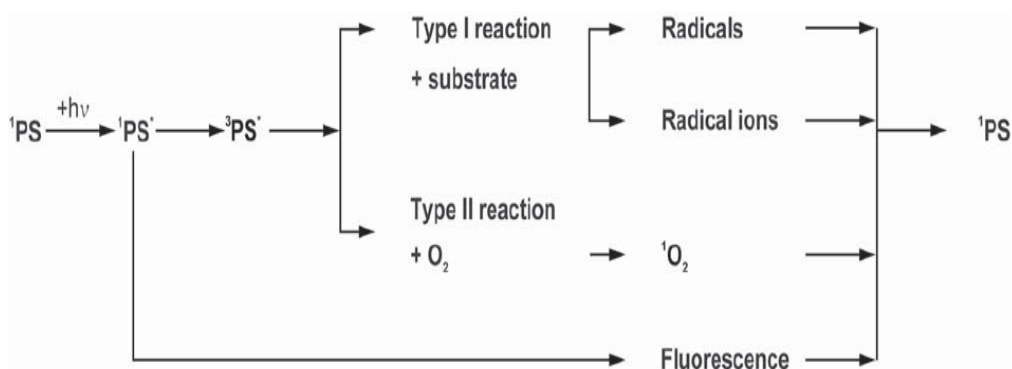 Type I reaction
+ substrate
Radicals
+hν
¹PS
¹PS*
³PS*
Radical ions
¹PS
Type II reaction
+ O₂
¹O₂
Fluorescence